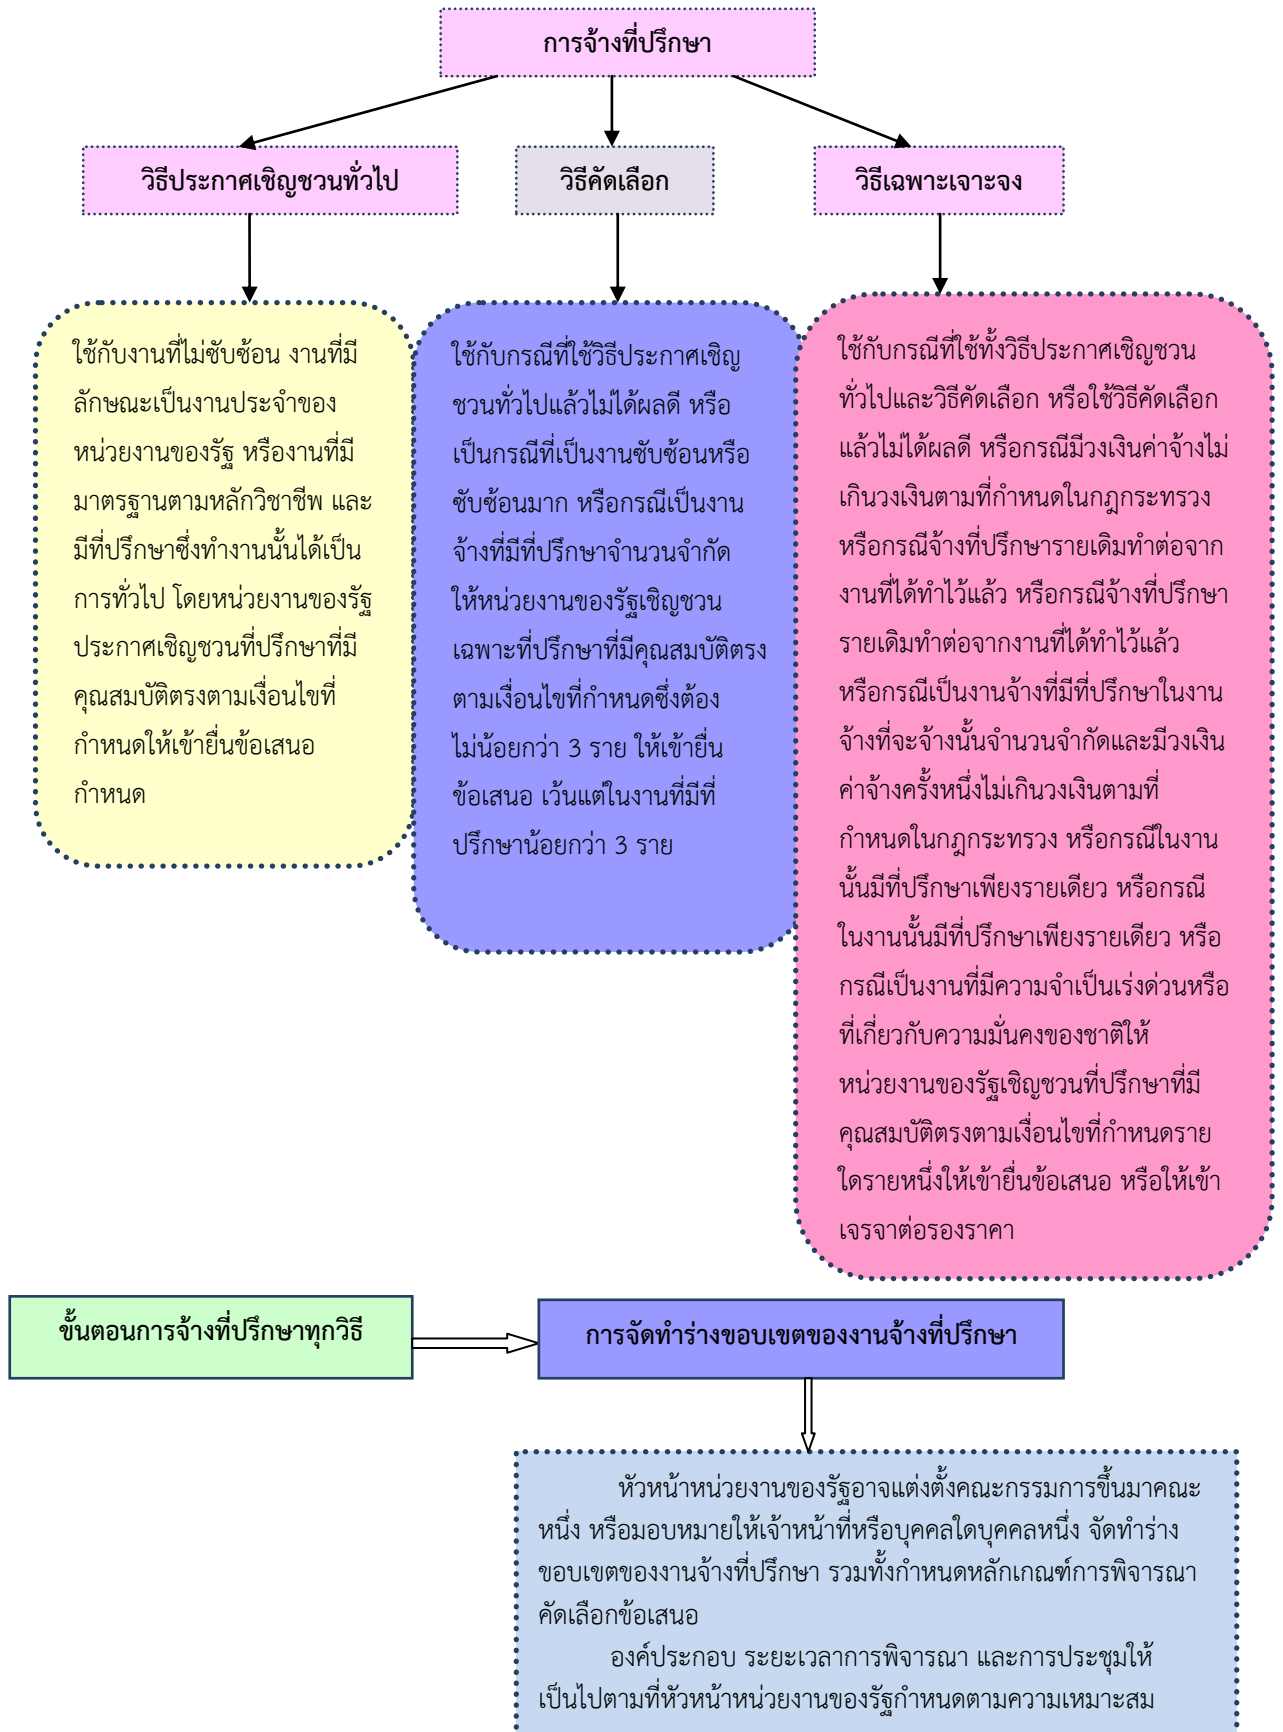 การจ้างที่ปรึกษา
วิธีประกาศเชิญชวนทั่วไป
วิธีคัดเลือก
วิธีเฉพาะเจาะจง
ใช้กับงานที่ไม่ซับซ้อน งานที่มี
ลักษณะเป็นงานประจำของ
หน่วยงานของรัฐ หรืองานที่มี
มาตรฐานตามหลักวิชาชีพ และ
มีที่ปรึกษาซึ่งทำงานนั้นได้เป็น
การทั่วไป โดยหน่วยงานของรัฐ
ประกาศเชิญชวนที่ปรึกษาที่มี
คุณสมบัติตรงตามเงื่อนไขที่
กำหนดให้เข้ายื่นข้อเสนอ
กำหนด
ใช้กับกรณีที่ใช้วิธีประกาศเชิญ
ชวนทั่วไปแล้วไม่ได้ผลดี หรือ
เป็นกรณีที่เป็นงานซับซ้อนหรือ
ซับซ้อนมาก หรือกรณีเป็นงาน
จ้างที่มีที่ปรึกษาจำนวนจำกัด
ให้หน่วยงานของรัฐเชิญชวน
เฉพาะที่ปรึกษาที่มีคุณสมบัติตรง
ตามเงื่อนไขที่กำหนดซึ่งต้อง
ไม่น้อยกว่า 3 ราย ให้เข้ายื่น
ข้อเสนอ เว้นแต่ในงานที่มีที่
ปรึกษาน้อยกว่า 3 ราย
ใช้กับกรณีที่ใช้ทั้งวิธีประกาศเชิญชวน
ทั่วไปและวิธีคัดเลือก หรือใช้วิธีคัดเลือก
แล้วไม่ได้ผลดี หรือกรณีมีวงเงินค่าจ้างไม่
เกินวงเงินตามที่กำหนดในกฎกระทรวง
หรือกรณีจ้างที่ปรึกษารายเดิมทำต่อจาก
งานที่ได้ทำไว้แล้ว หรือกรณีจ้างที่ปรึกษา
รายเดิมทำต่อจากงานที่ได้ทำไว้แล้ว
หรือกรณีเป็นงานจ้างที่มีที่ปรึกษาในงาน
จ้างที่จะจ้างนั้นจำนวนจำกัดและมีวงเงิน
ค่าจ้างครั้งหนึ่งไม่เกินวงเงินตามที่
กำหนดในกฎกระทรวง หรือกรณีในงาน
นั้นมีที่ปรึกษาเพียงรายเดียว หรือกรณี
ในงานนั้นมีที่ปรึกษาเพียงรายเดียว หรือ
กรณีเป็นงานที่มีความจำเป็นเร่งด่วนหรือ
ที่เกี่ยวกับความมั่นคงของชาติให้
หน่วยงานของรัฐเชิญชวนที่ปรึกษาที่มี
คุณสมบัติตรงตามเงื่อนไขที่กำหนดราย
ใดรายหนึ่งให้เข้ายื่นข้อเสนอ หรือให้เข้า
เจรจาต่อรองราคา
ขั้นตอนการจ้างที่ปรึกษาทุกวิธี
การจัดทำร่างขอบเขตของงานจ้างที่ปรึกษา
หัวหน้าหน่วยงานของรัฐอาจแต่งตั้งคณะกรรมการขึ้นมาคณะ
หนึ่ง หรือมอบหมายให้เจ้าหน้าที่หรือบุคคลใดบุคคลหนึ่ง จัดทำร่าง
ขอบเขตของงานจ้างที่ปรึกษา รวมทั้งกำหนดหลักเกณฑ์การพิจารณา
คัดเลือกข้อเสนอ
องค์ประกอบ ระยะเวลาการพิจารณา และการประชุมให้
เป็นไปตามที่หัวหน้าหน่วยงานของรัฐกำหนดตามความเหมาะสม